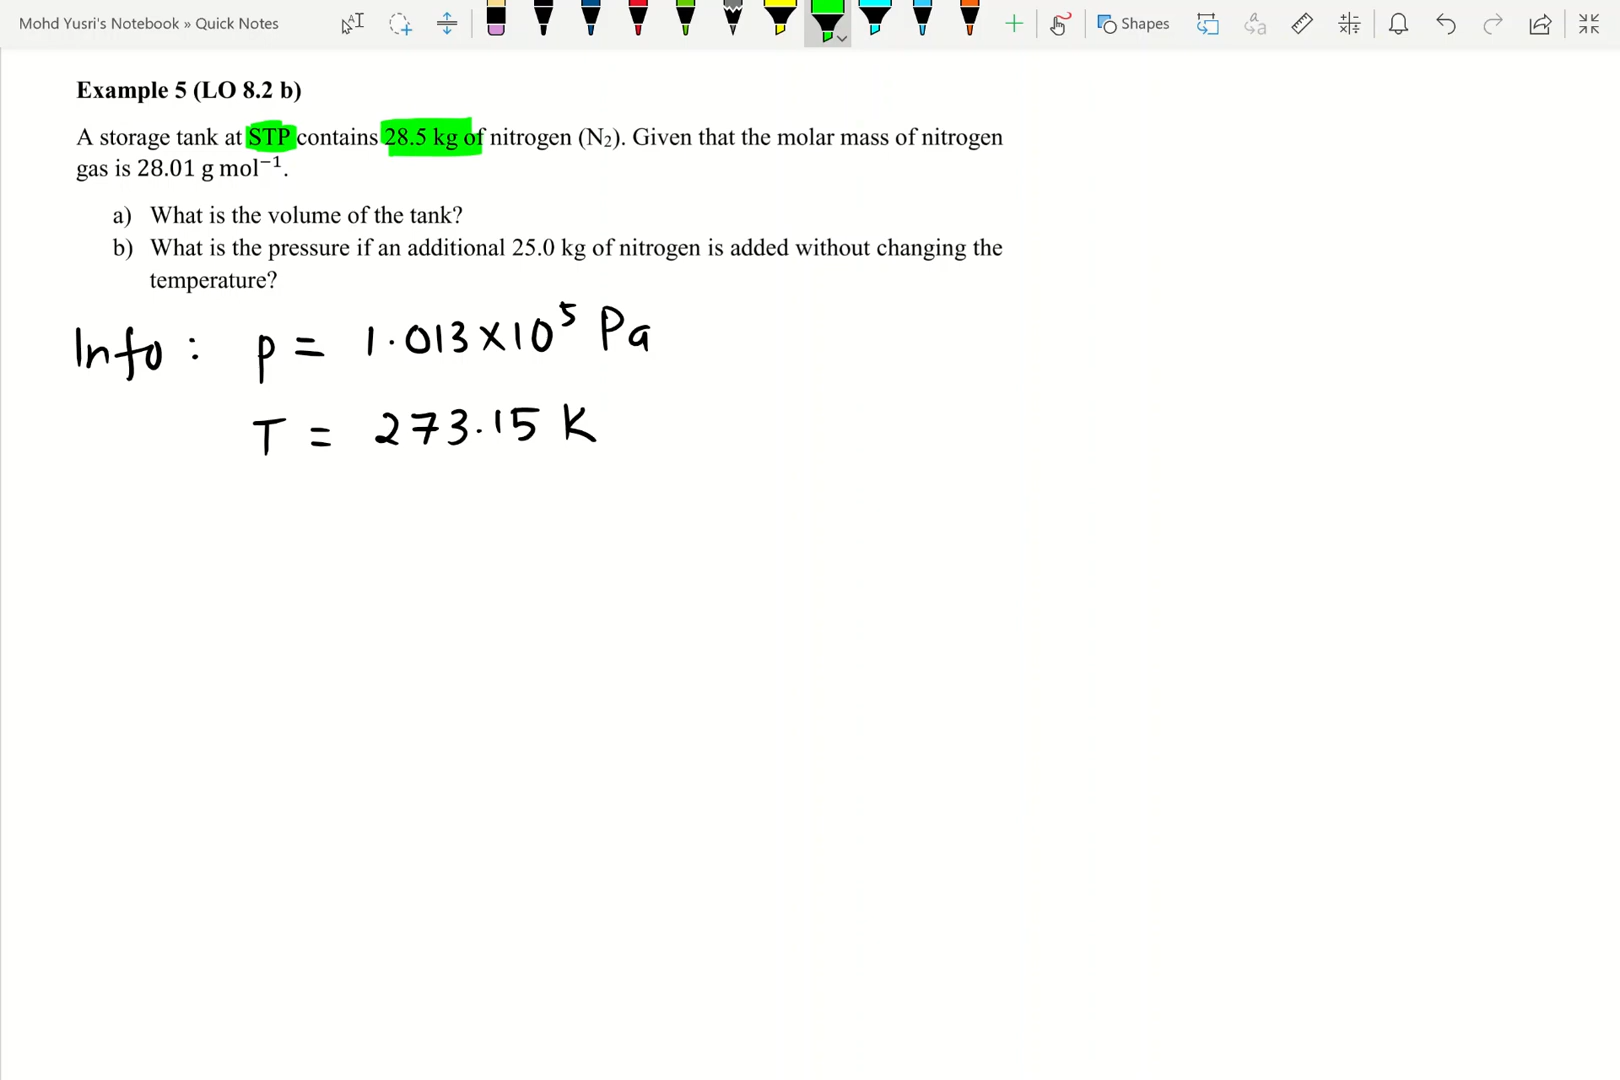 Mohd Yusri's Notebook » Quick Notes
Shapes
Example 5 (LO 8.2 b)
A storage tank at STP contains 28.5 kg of nitrogen (N₂). Given that the molar mass of nitrogen
gas is 28.01 g mol⁻¹.
a) What is the volume of the tank?
b) What is the pressure if an additional 25.0 kg of nitrogen is added without changing the
temperature?
Info : p = 1.013×10⁵ Pa
T = 273.15 K